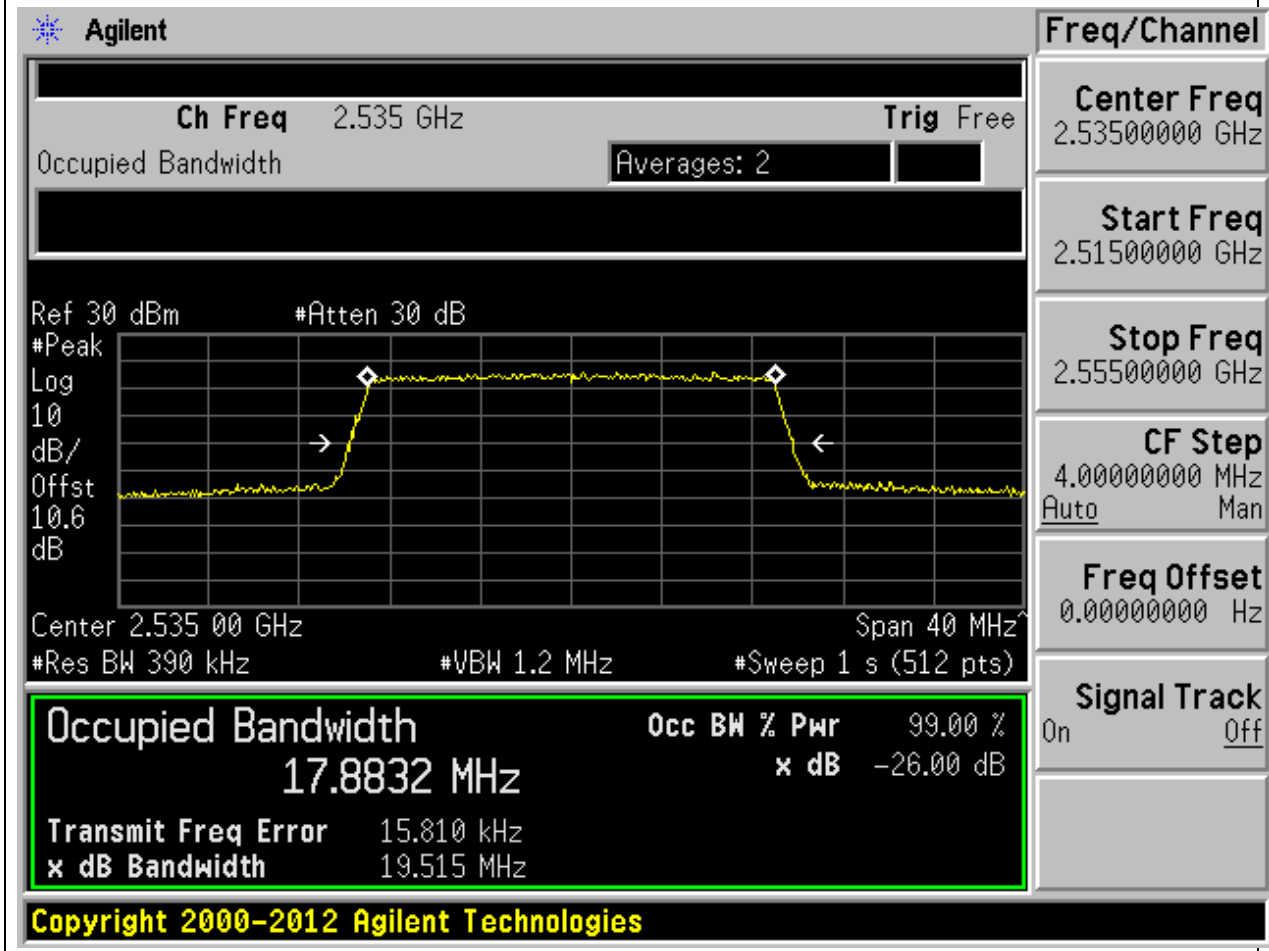 Agilent
Freq/Channel
Ch Freq 2.535 GHz Trig Free
Occupied Bandwidth Averages: 2
Ref 30 dBm #Atten 30 dB
#Peak
Log
10
dB/
Offst
10.6
dB
Center 2.535 00 GHz Span 40 MHz^
#Res BW 390 kHz #VBW 1.2 MHz #Sweep 1 s (512 pts)
Occupied Bandwidth
17.8832 MHz
Occ BW % Pwr 99.00 %
x dB -26.00 dB
Transmit Freq Error 15.810 kHz
x dB Bandwidth 19.515 MHz
Copyright 2000-2012 Agilent Technologies
Center Freq
2.53500000 GHz
Start Freq
2.51500000 GHz
Stop Freq
2.55500000 GHz
CF Step
4.00000000 MHz
Auto Man
Freq Offset
0.00000000 Hz
Signal Track
On Off